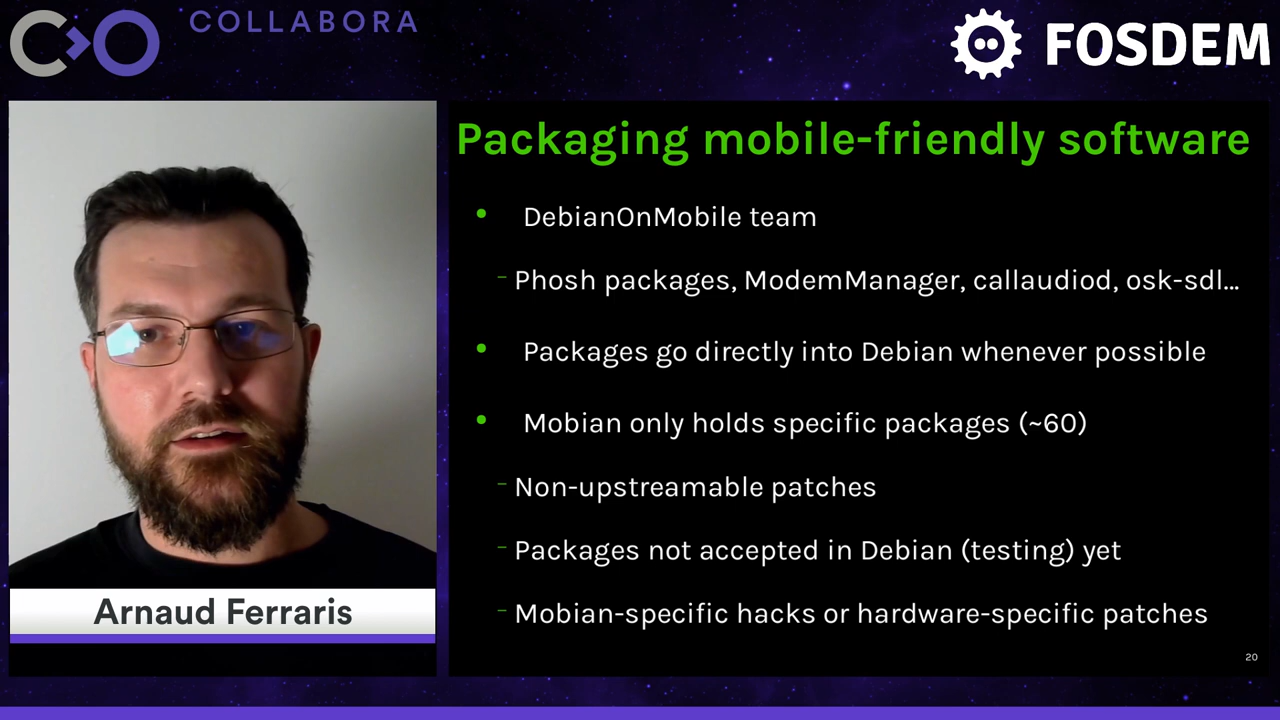 COLLABORA
FOSDEM
Packaging mobile-friendly software
• DebianOnMobile team
– Phosh packages, ModemManager, callaudiod, osk-sdl...
• Packages go directly into Debian whenever possible
• Mobian only holds specific packages (~60)
– Non-upstreamable patches
– Packages not accepted in Debian (testing) yet
– Mobian-specific hacks or hardware-specific patches
Arnaud Ferraris
20